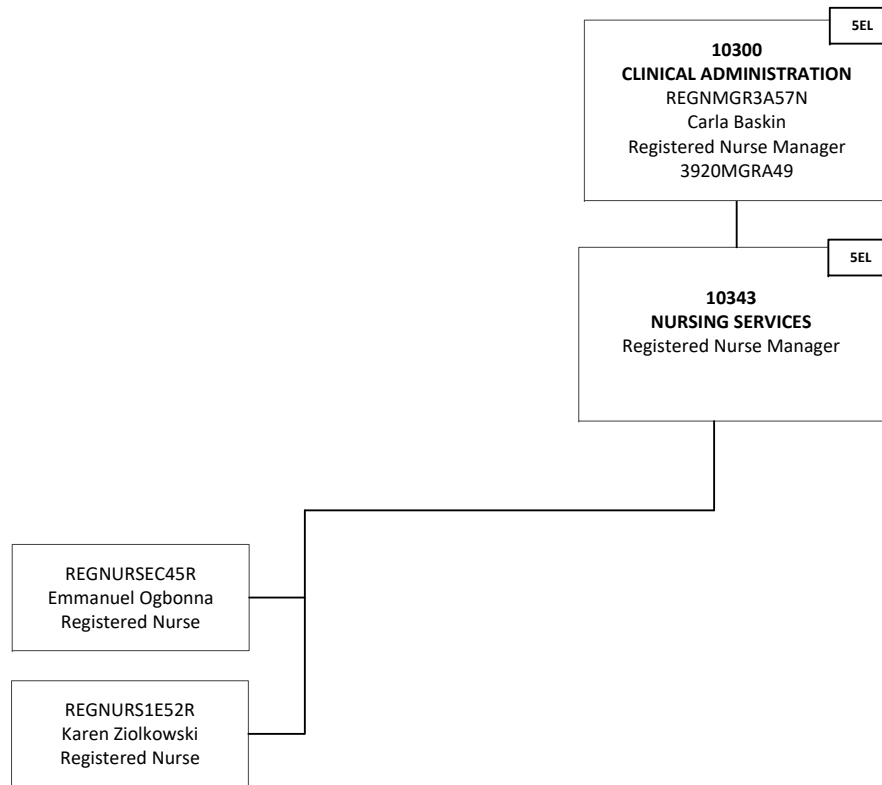 5EL
10300
CLINICAL ADMINISTRATION
REGNMGR3A57N
Carla Baskin
Registered Nurse Manager
3920MGRA49
5EL
10343
NURSING SERVICES
Registered Nurse Manager
REGNURSEC45R
Emmanuel Ogbonna
Registered Nurse
REGNURS1E52R
Karen Ziolkowski
Registered Nurse